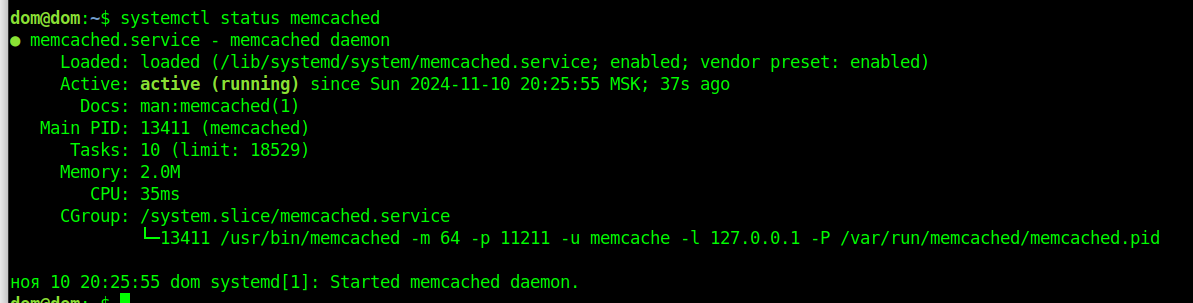 dom@dom:~$ systemctl status memcached
● memcached.service - memcached daemon
Loaded: loaded (/lib/systemd/system/memcached.service; enabled; vendor preset: enabled)
Active: active (running) since Sun 2024-11-10 20:25:55 MSK; 37s ago
Docs: man:memcached(1)
Main PID: 13411 (memcached)
Tasks: 10 (limit: 18529)
Memory: 2.0M
CPU: 35ms
CGroup: /system.slice/memcached.service
└─13411 /usr/bin/memcached -m 64 -p 11211 -u memcache -l 127.0.0.1 -P /var/run/memcached/memcached.pid
ноя 10 20:25:55 dom systemd[1]: Started memcached daemon.
dom@dom:~$